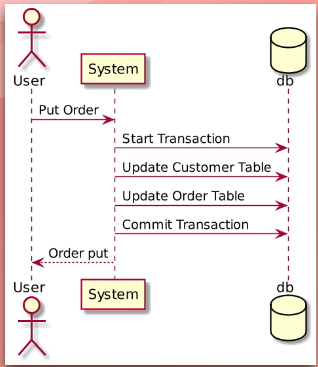 User
System
db
Put Order
Start Transaction
Update Customer Table
Update Order Table
Commit Transaction
Order put
User
System
db